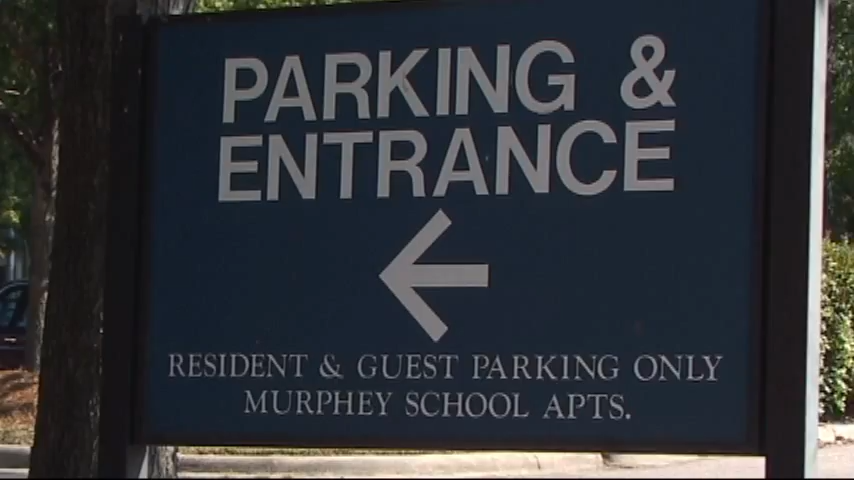 PARKING &
ENTRANCE
RESIDENT & GUEST PARKING ONLY
MURPHEY SCHOOL APTS.